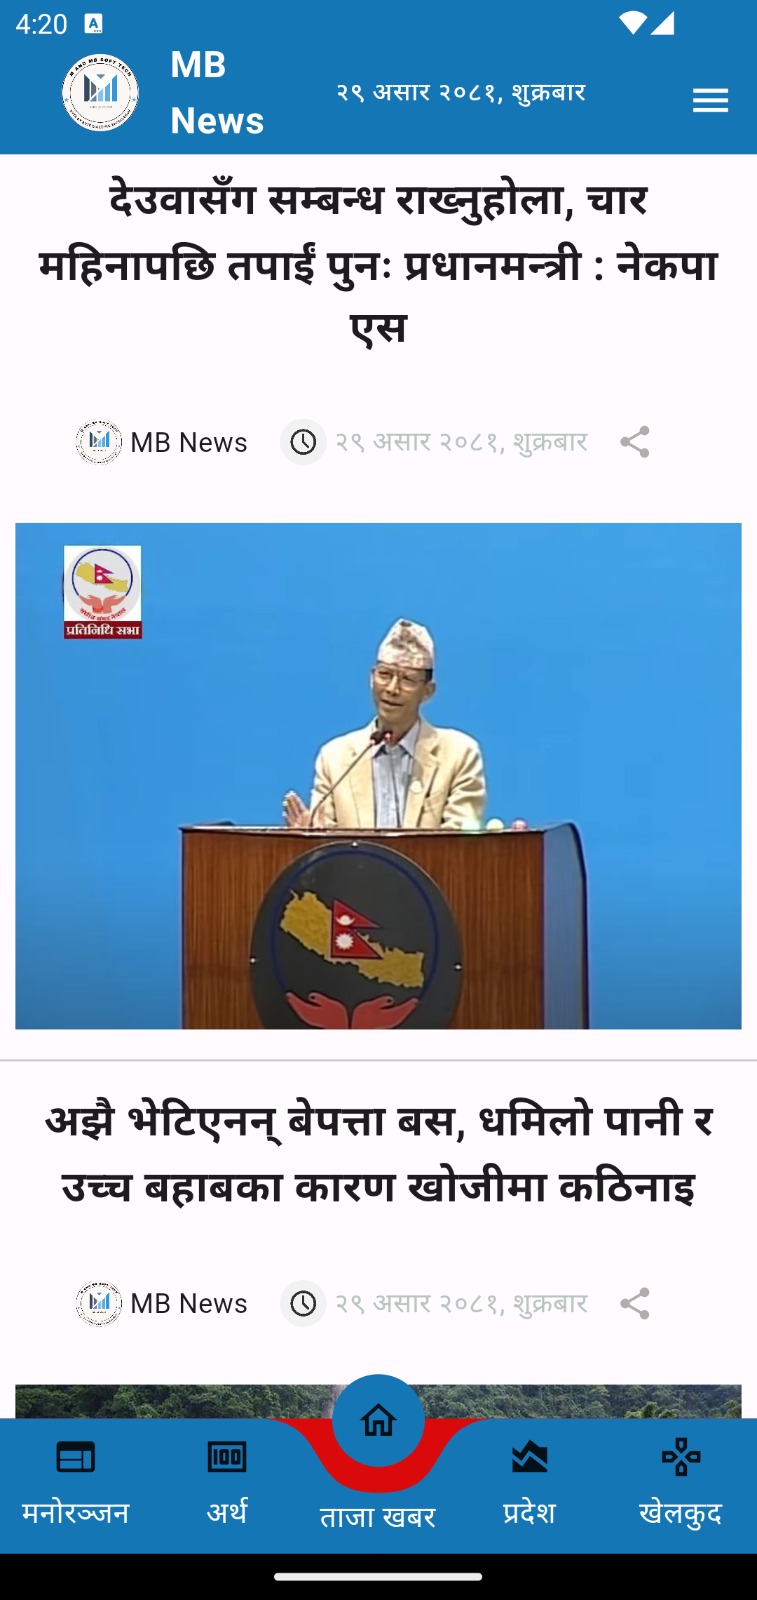 4:20
A
MB
News
२९ असार २०८१, शुक्रबार
देउवासँग सम्बन्ध राख्नुहोला, चार
महिनापछि तपाईं पुनः प्रधानमन्त्री : नेकपा
एस
MB News
२९ असार २०८१, शुक्रबार
प्रतिनिधि सभा
अझै भेटिएनन् बेपत्ता बस, धमिलो पानी र
उच्च बहाबका कारण खोजीमा कठिनाइ
MB News
२९ असार २०८१, शुक्रबार
100
मनोरञ्जन
अर्थ
ताजा खबर
प्रदेश
खेलकुद